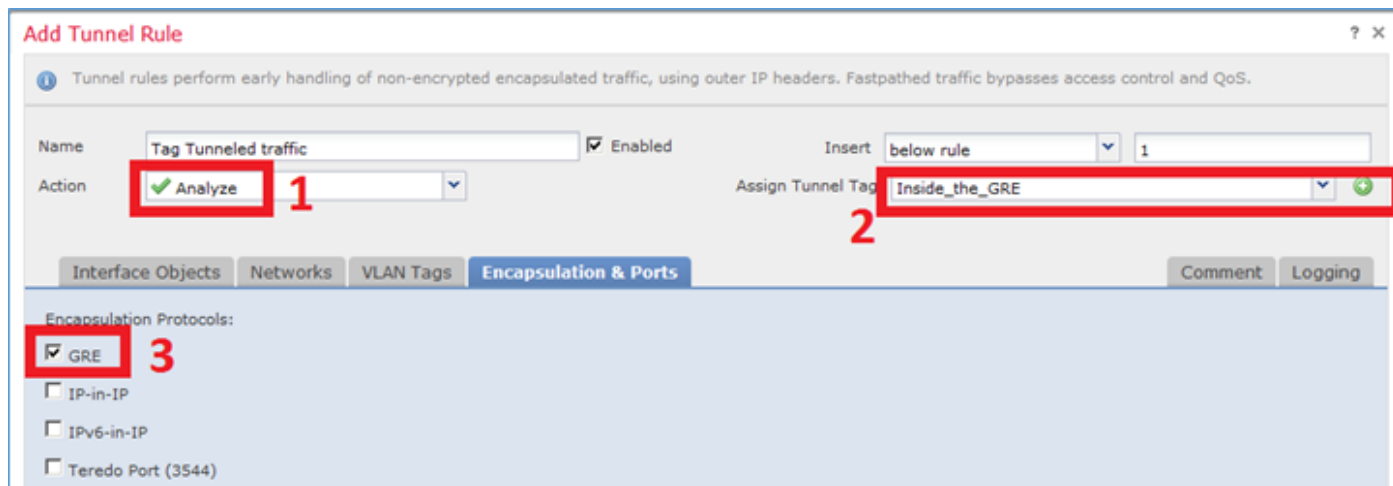 Add Tunnel Rule ? X
Tunnel rules perform early handling of non-encrypted encapsulated traffic, using outer IP headers. Fastpathed traffic bypasses access control and QoS.
Name Tag Tunneled traffic Enabled Insert below rule 1
Action Analyze 1 Assign Tunnel Tag Inside_the_GRE
2
Interface Objects Networks VLAN Tags Encapsulation & Ports Comment Logging
Encapsulation Protocols:
GRE 3
IP-in-IP
IPv6-in-IP
Teredo Port (3544)